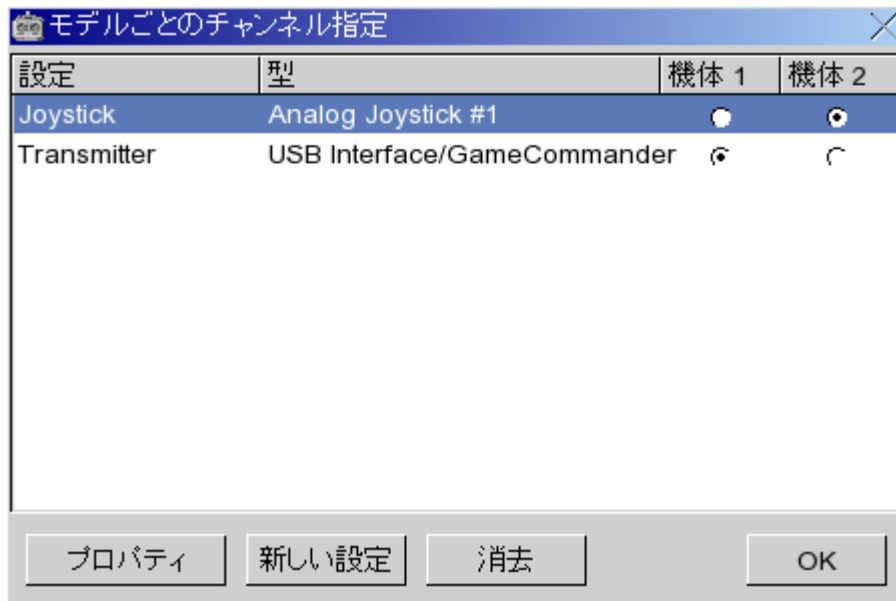 モデルごとのチャンネル指定
設定 型 機体 1 機体 2
Joystick Analog Joystick #1
Transmitter USB Interface/GameCommander
プロパティ 新しい設定 消去 OK